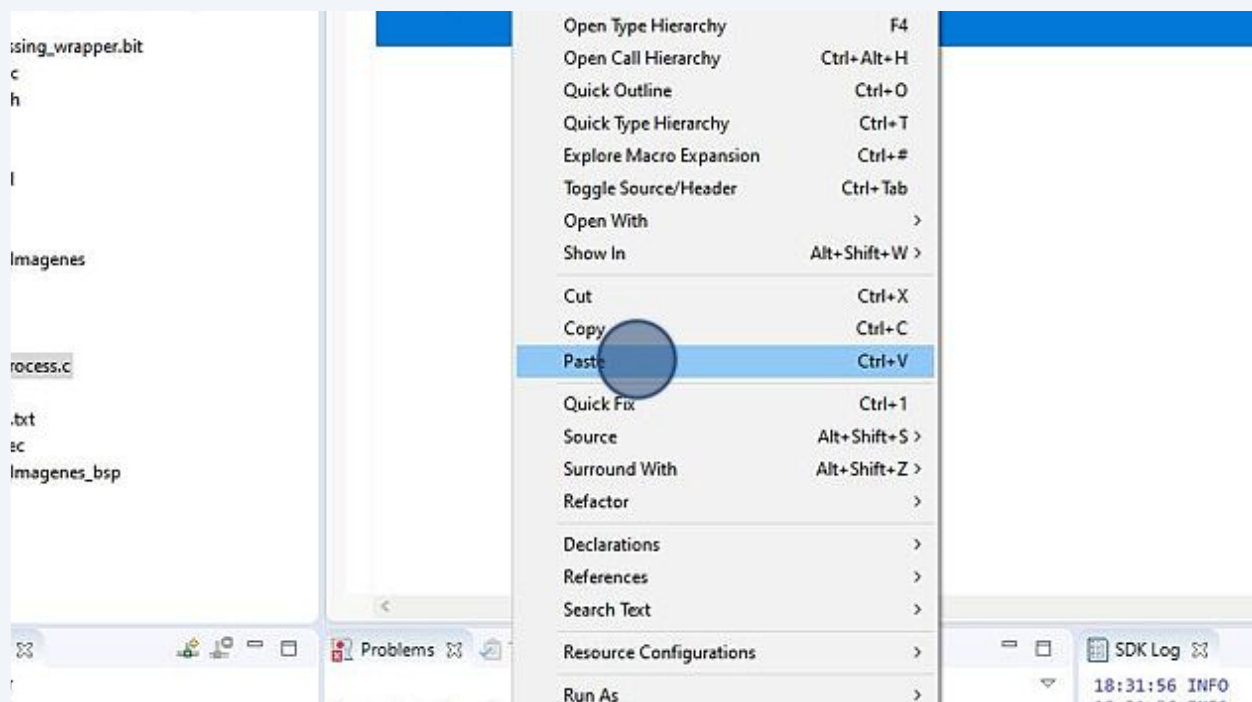 ssing_wrapper.bit
c
h
l
Imagenes
rocess.c
.txt
ec
Imagenes_bsp
Open Type Hierarchy F4
Open Call Hierarchy Ctrl+Alt+H
Quick Outline Ctrl+O
Quick Type Hierarchy Ctrl+T
Explore Macro Expansion Ctrl+#
Toggle Source/Header Ctrl+Tab
Open With >
Show In Alt+Shift+W >
Cut Ctrl+X
Copy Ctrl+C
Paste Ctrl+V
Quick Fix Ctrl+1
Source Alt+Shift+S >
Surround With Alt+Shift+Z >
Refactor >
Declarations >
References >
Search Text >
Resource Configurations >
Run As >
Problems
SDK Log
18:31:56 INFO